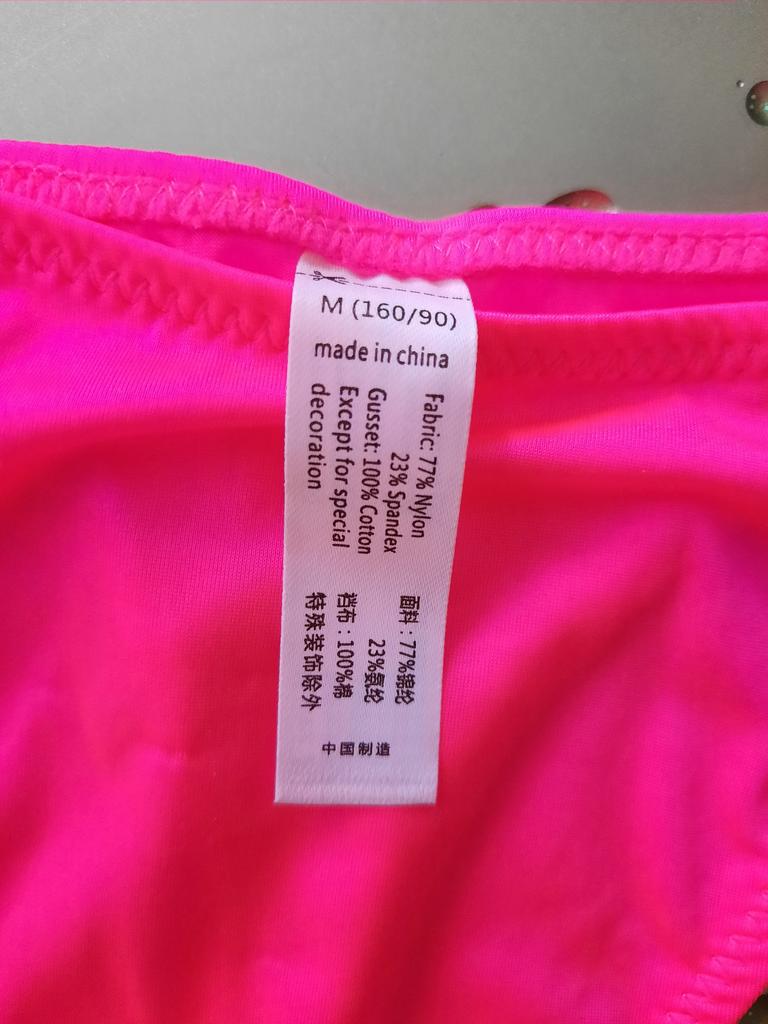 M (160/90)
made in china
Fabric: 77% Nylon
23% Spandex
Gusset: 100% Cotton
Except for special
decoration
面料：77%锦纶
23%氨纶
裆布：100%棉
特殊装饰除外
中国制造